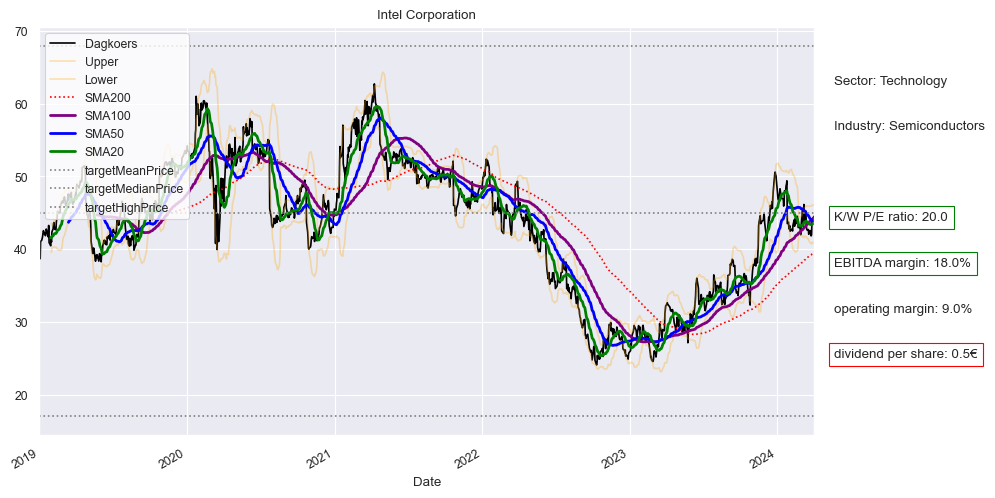 Intel Corporation
70
60
50
40
30
20
Dagkoers
Upper
Lower
SMA200
SMA100
SMA50
SMA20
targetMeanPrice
targetMedianPrice
targetHighPrice
2019
2020
2021
2022
2023
2024
Date
Sector: Technology
Industry: Semiconductors
K/W P/E ratio: 20.0
EBITDA margin: 18.0%
operating margin: 9.0%
dividend per share: 0.5€